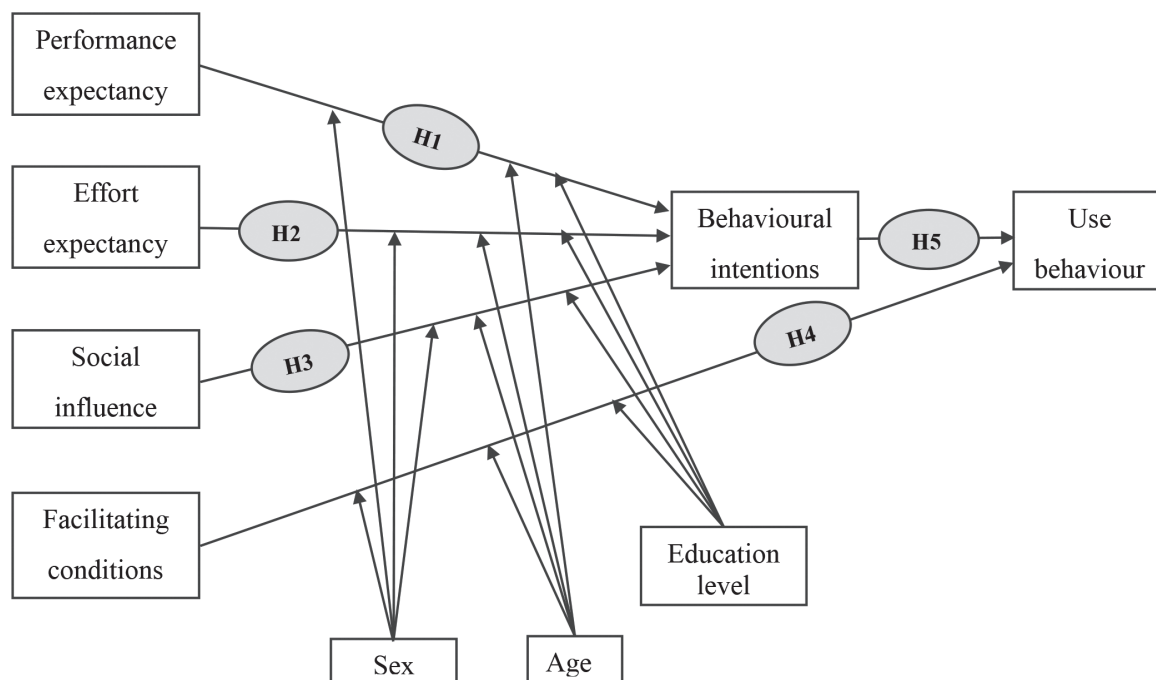 Performance
expectancy
H1
Effort
expectancy
H2
Behavioural
intentions
H5
Use
behaviour
Social
influence
H3
H4
Facilitating
conditions
Education
level
Sex
Age